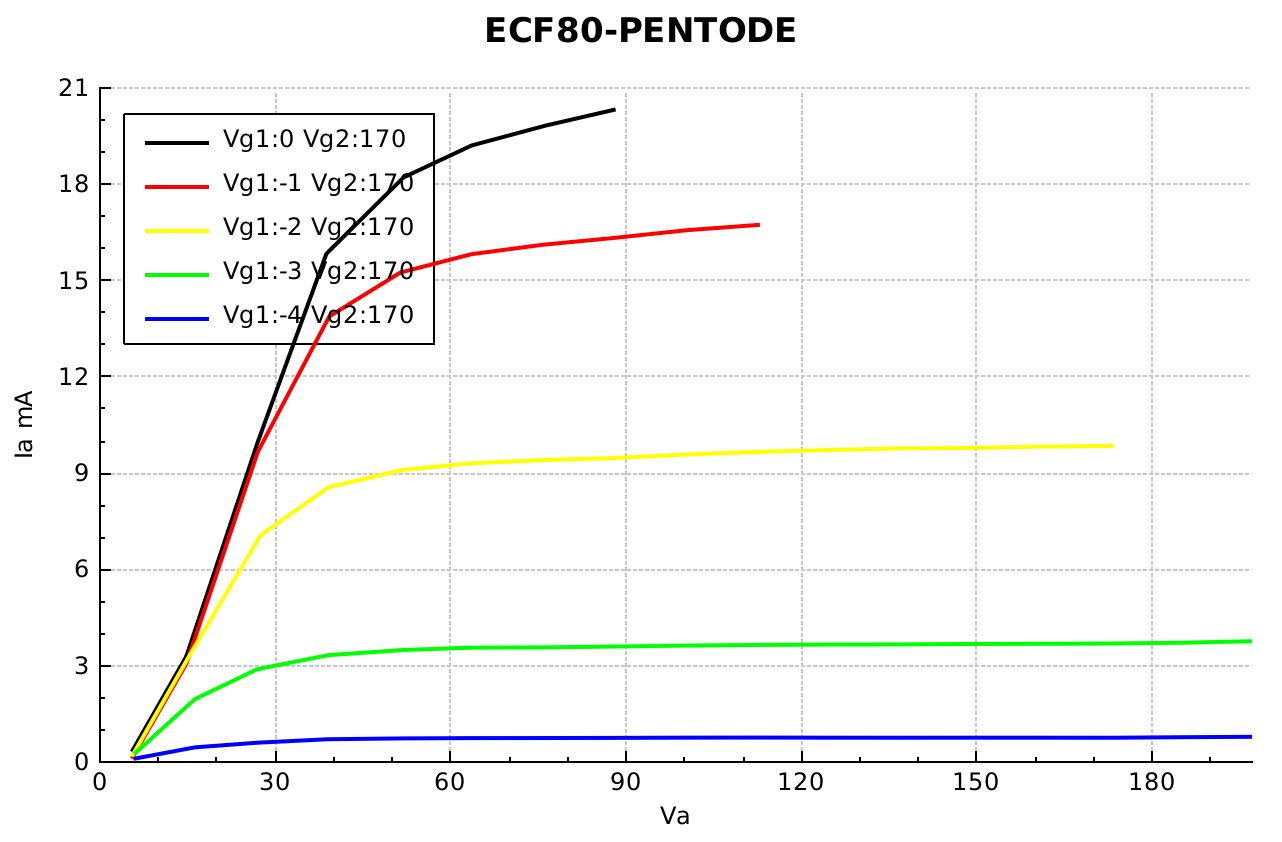 ECF80-PENTODE
21
18
15
12
9
6
3
0
Ia mA
Vg1:0 Vg2:170
Vg1:-1 Vg2:170
Vg1:-2 Vg2:170
Vg1:-3 Vg2:170
Vg1:-4 Vg2:170
0 30 60 90 120 150 180
Va